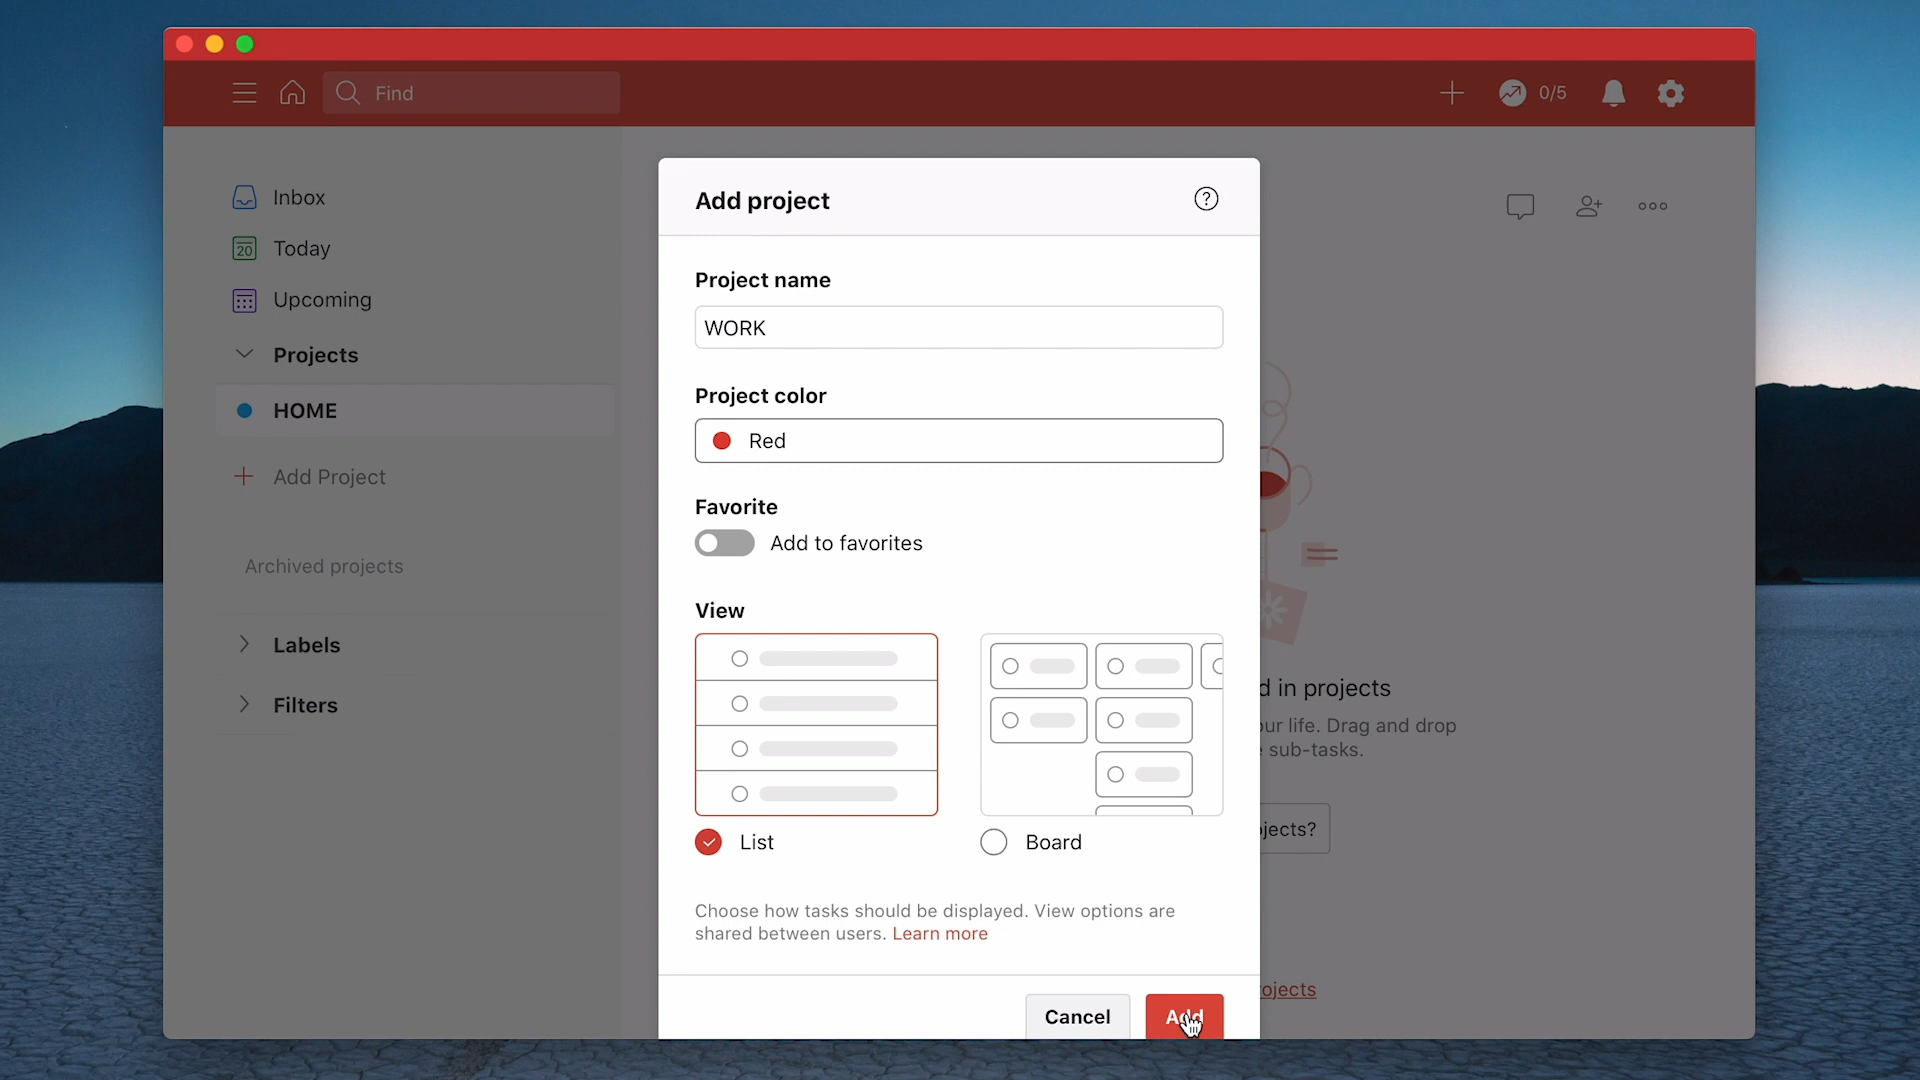 Find
0/5
Inbox
20 Today
Upcoming
Projects
HOME
Add Project
Archived projects
Labels
Filters
Add project
?
Project name
WORK
Project color
Red
Favorite
Add to favorites
View
List
Board
Choose how tasks should be displayed. View options are
shared between users. Learn more
Cancel
Add
d in projects
ur life. Drag and drop
sub-tasks.
jects?
ojects